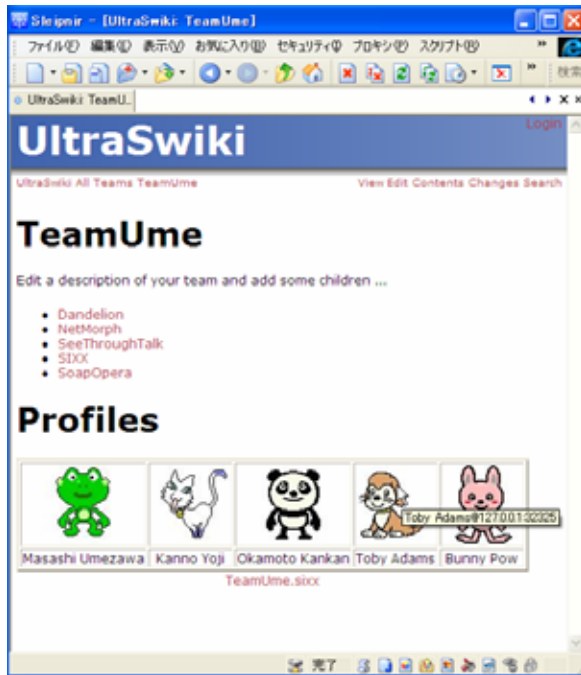 Sleipnir - [UltraSwiki: TeamUme]
ファイル(F) 編集(E) 表示(V) お気に入り(B) セキュリティ プロキシ(P) スクリプト(R) »
» 検索
UltraSwiki: TeamU..
UltraSwiki
Login
UltraSwiki All Teams TeamUme View Edit Contents Changes Search
TeamUme
Edit a description of your team and add some children ...
Dandelion
NetMorph
SeeThroughTalk
SIXX
SoapOpera
Profiles
Toby Adams@127.0.0.1:32325
Masashi Umezawa Kanno Yoji Okamoto Kankan Toby Adams Bunny Pow
TeamUme.sixx
完了